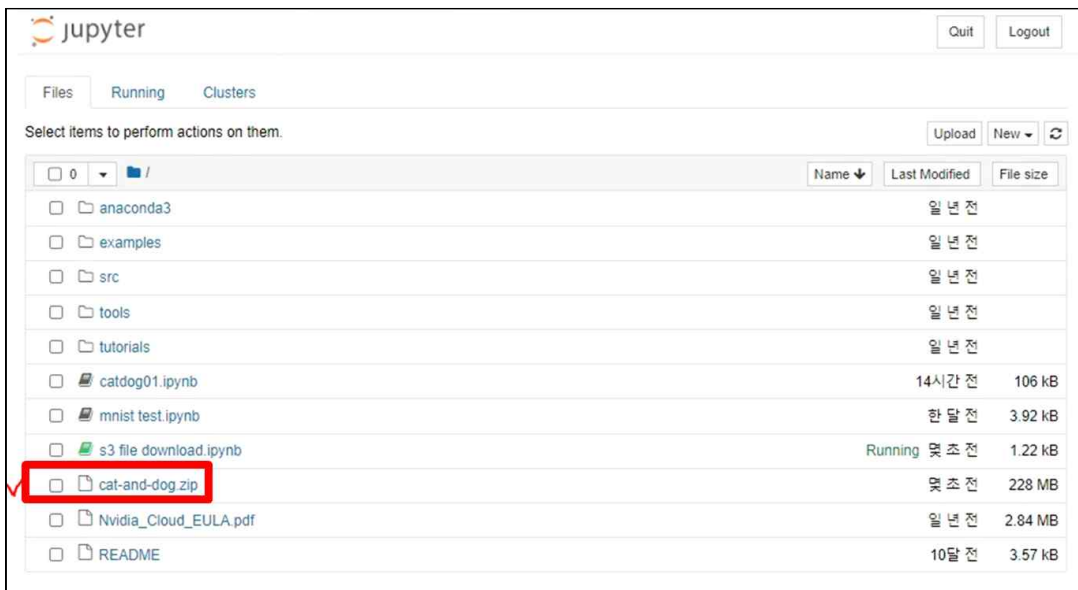 jupyter Quit Logout
Files Running Clusters
Select items to perform actions on them. Upload New
0 / Name Last Modified File size
anaconda3 일 년 전
examples 일 년 전
src 일 년 전
tools 일 년 전
tutorials 일 년 전
catdog01.ipynb 14시간 전 106 kB
mnist test.ipynb 한 달 전 3.92 kB
s3 file download.ipynb Running 몇 초 전 1.22 kB
cat-and-dog.zip 몇 초 전 228 MB
Nvidia_Cloud_EULA.pdf 일 년 전 2.84 MB
README 10달 전 3.57 kB